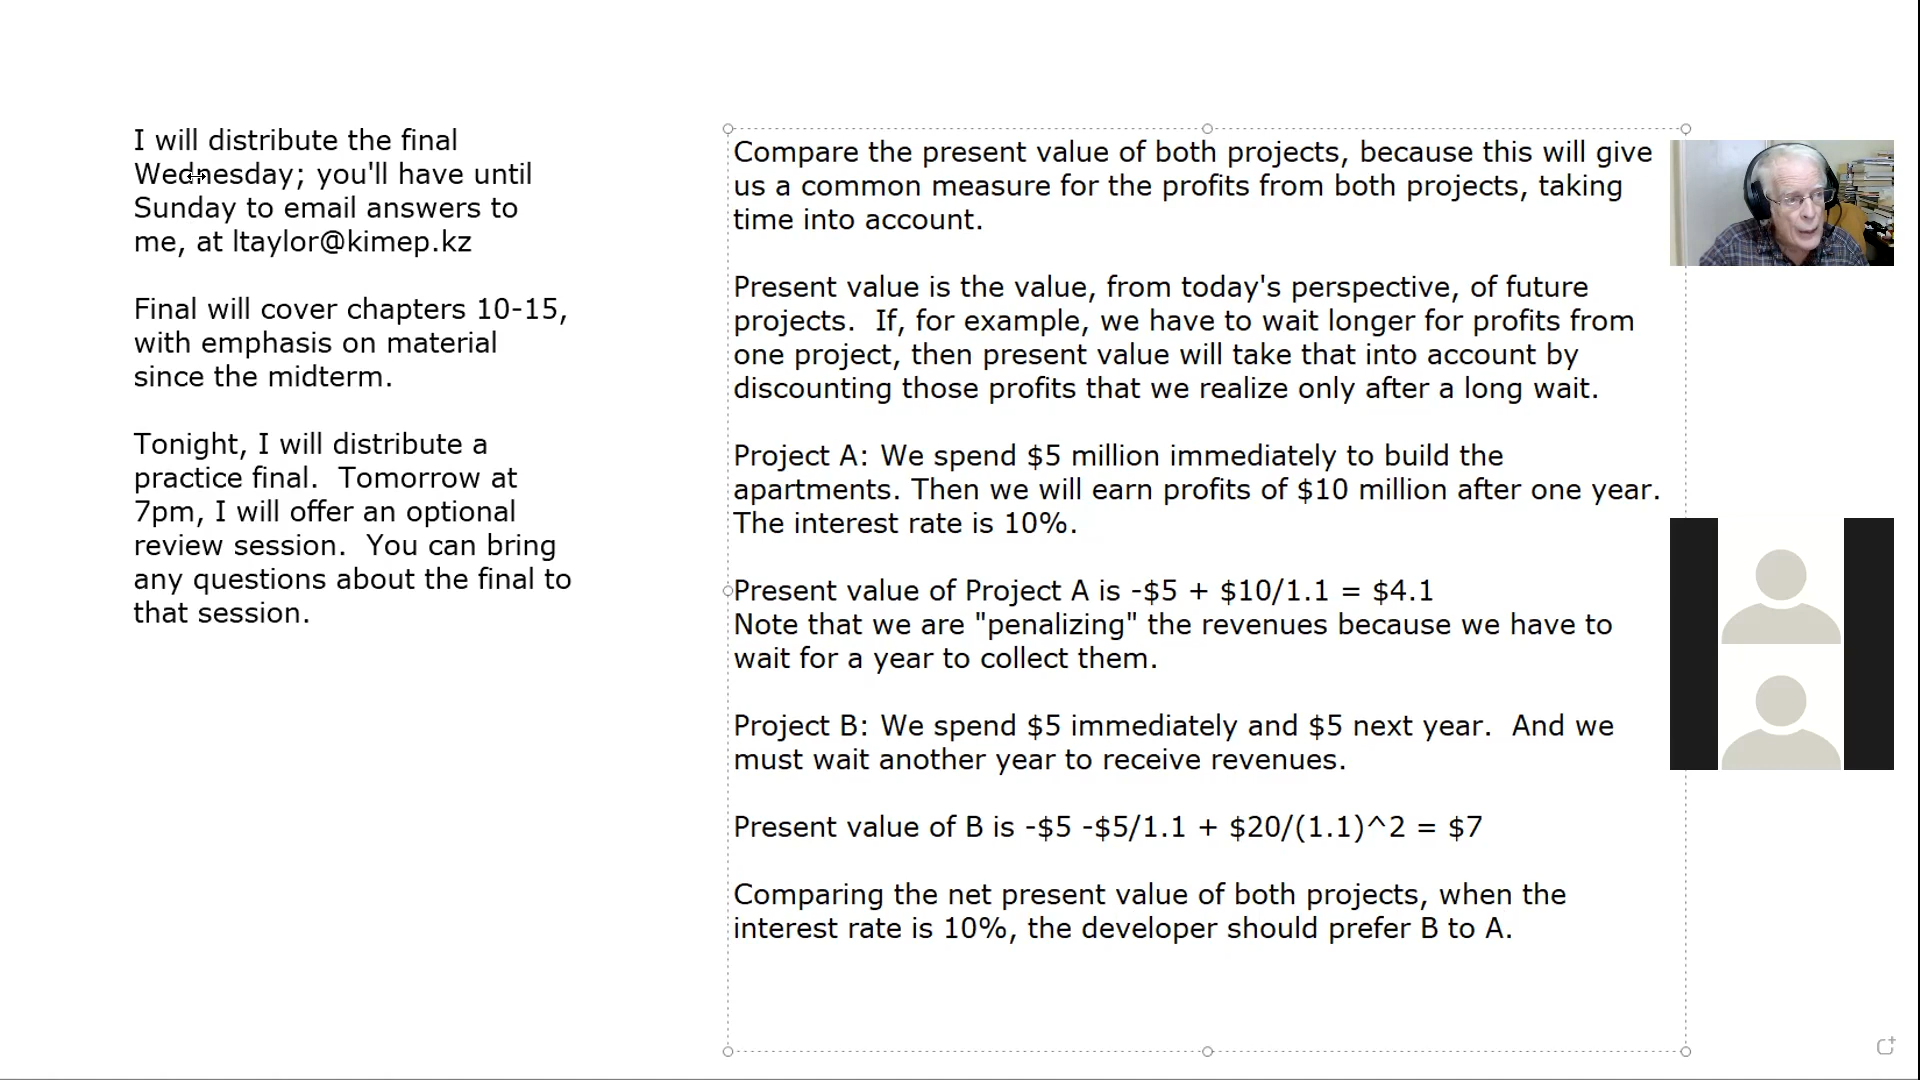 I will distribute the final
Wednesday; you'll have until
Sunday to email answers to
me, at ltaylor@kimep.kz
Final will cover chapters 10-15,
with emphasis on material
since the midterm.
Tonight, I will distribute a
practice final.  Tomorrow at
7pm, I will offer an optional
review session.  You can bring
any questions about the final to
that session.
Compare the present value of both projects, because this will give
us a common measure for the profits from both projects, taking
time into account.
Present value is the value, from today's perspective, of future
projects.  If, for example, we have to wait longer for profits from
one project, then present value will take that into account by
discounting those profits that we realize only after a long wait.
Project A: We spend $5 million immediately to build the
apartments. Then we will earn profits of $10 million after one year.
The interest rate is 10%.
Present value of Project A is -$5 + $10/1.1 = $4.1
Note that we are "penalizing" the revenues because we have to
wait for a year to collect them.
Project B: We spend $5 immediately and $5 next year.  And we
must wait another year to receive revenues.
Present value of B is -$5 -$5/1.1 + $20/(1.1)^2 = $7
Comparing the net present value of both projects, when the
interest rate is 10%, the developer should prefer B to A.